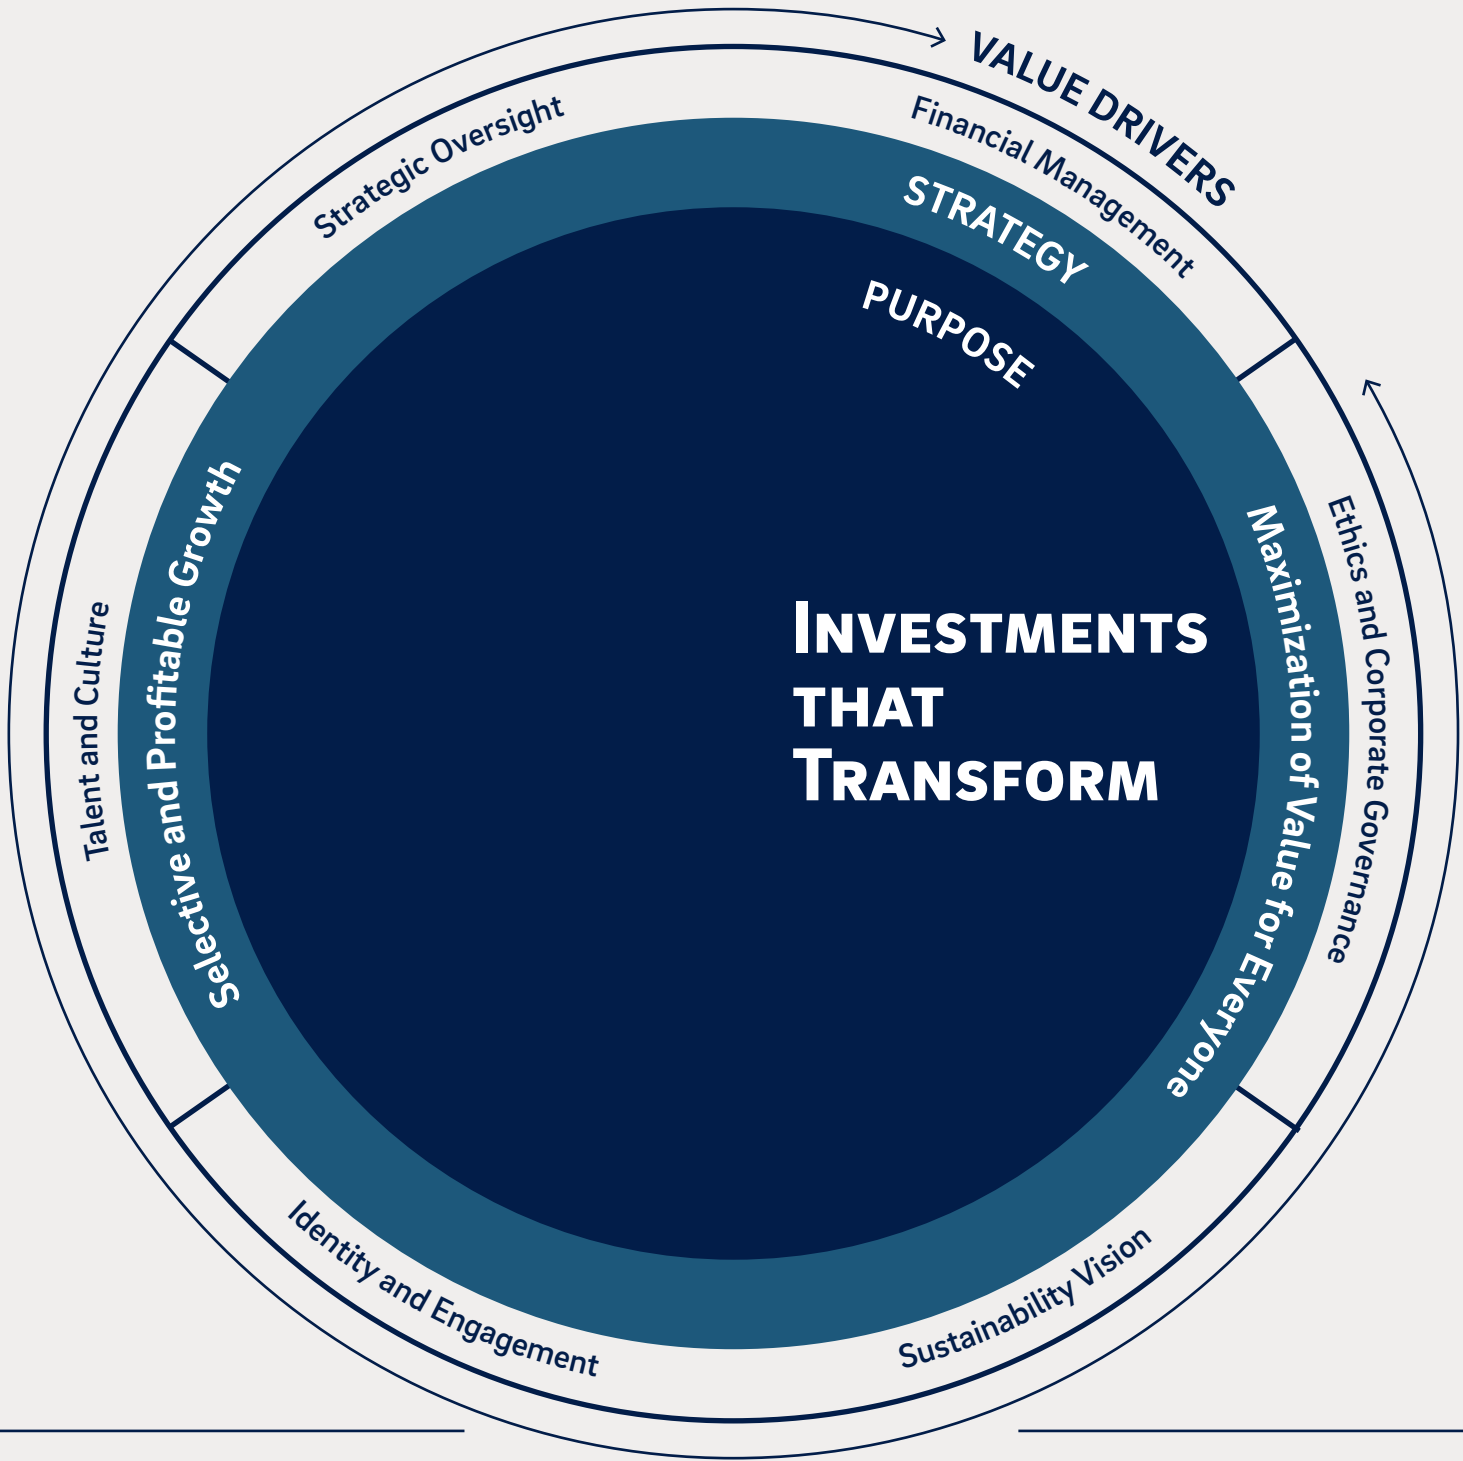 VALUE DRIVERS
Strategic Oversight
Financial Management
STRATEGY
PURPOSE
Selective and Profitable Growth
Talent and Culture
Investments
that
Transform
Maximization of Value for Everyone
Ethics and Corporate Governance
Identity and Engagement
Sustainability Vision